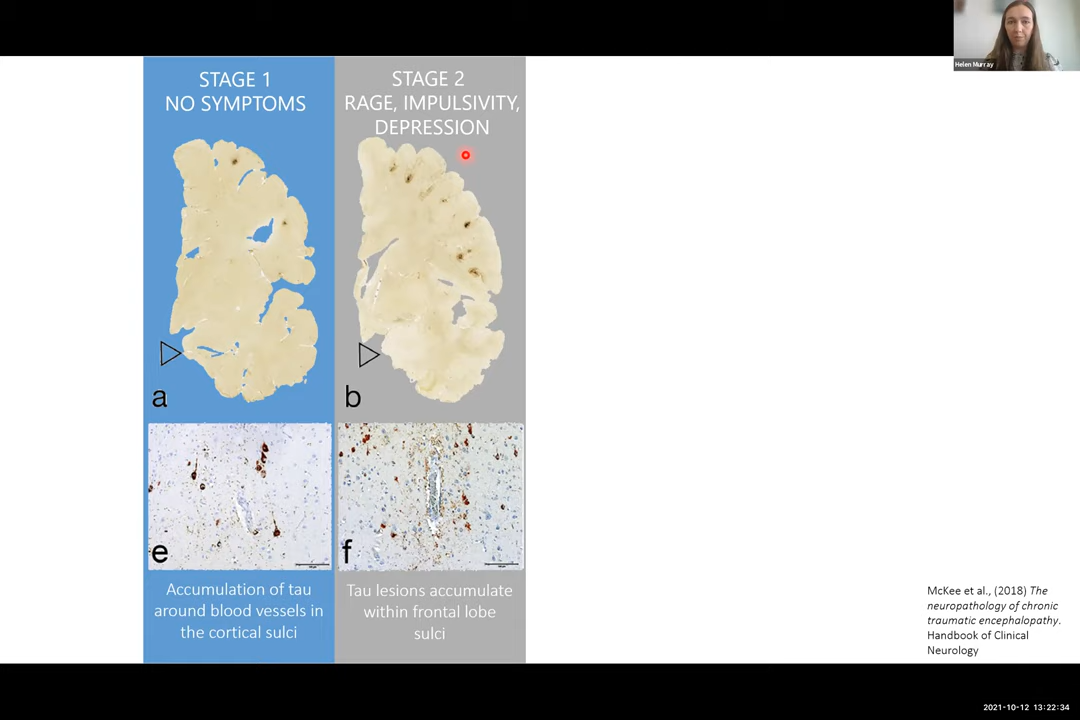 Helen Murray
STAGE 1
NO SYMPTOMS
STAGE 2
RAGE, IMPULSIVITY,
DEPRESSION
a
b
e
f
Accumulation of tau
around blood vessels in
the cortical sulci
Tau lesions accumulate
within frontal lobe
sulci
McKee et al., (2018) The
neuropathology of chronic
traumatic encephalopathy.
Handbook of Clinical
Neurology
2021-10-12 13:22:34